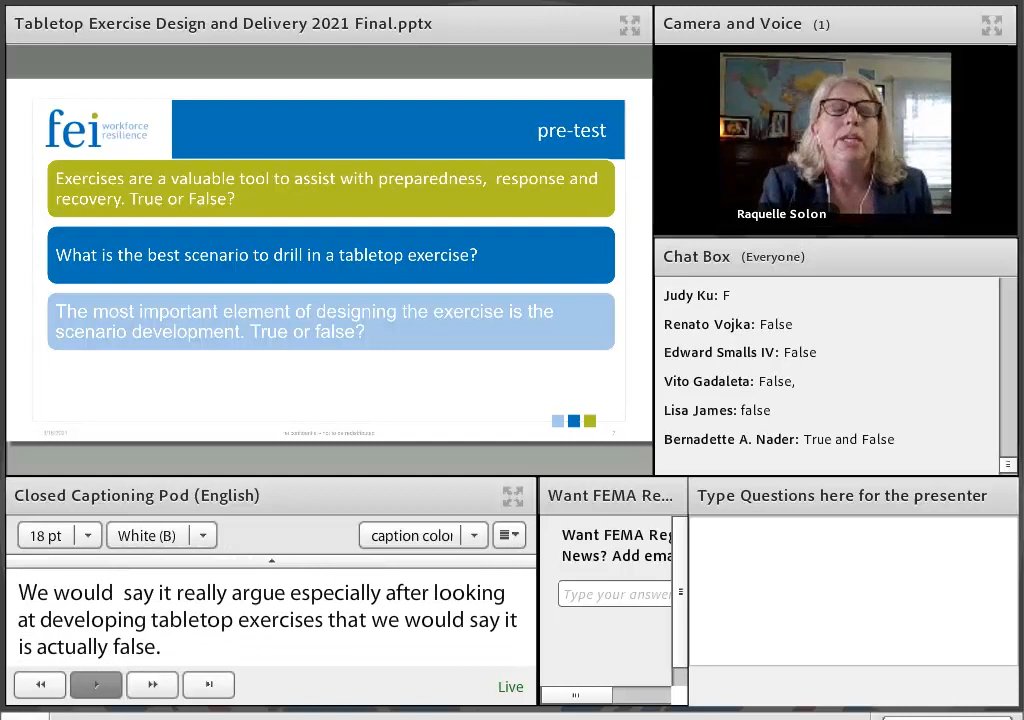 Tabletop Exercise Design and Delivery 2021 Final.pptx
fei workforce
resilience
pre-test
Exercises are a valuable tool to assist with preparedness, response and
recovery. True or False?
What is the best scenario to drill in a tabletop exercise?
The most important element of designing the exercise is the
scenario development. True or false?
Camera and Voice (1)
Raquelle Solon
Chat Box (Everyone)
Judy Ku: F
Renato Vojka: False
Edward Smalls IV: False
Vito Gadaleta: False,
Lisa James: false
Bernadette A. Nader: True and False
Closed Captioning Pod (English)
18 pt
White (B)
caption color
We would say it really argue especially after looking
at developing tabletop exercises that we would say it
is actually false.
Live
Want FEMA Re...
Want FEMA Reg
News? Add ema
Type your answer
Type Questions here for the presenter